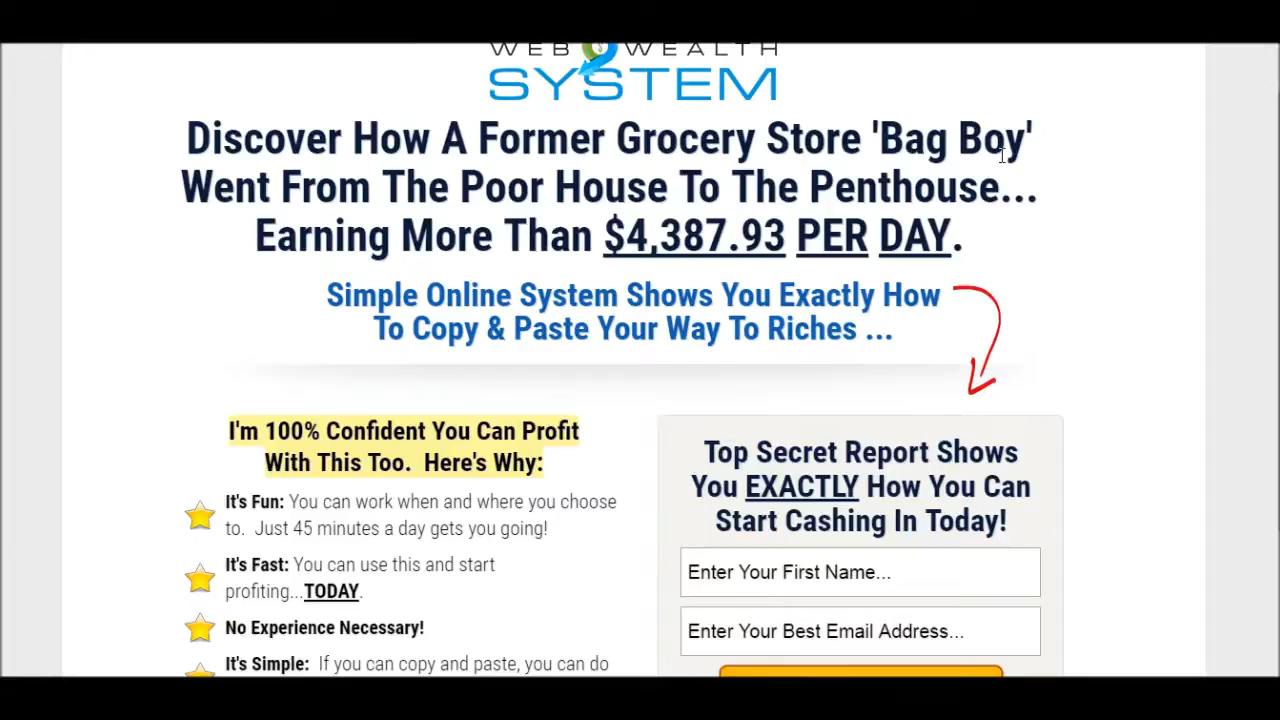 WEB WEALTH
SYSTEM
Discover How A Former Grocery Store 'Bag Boy'
Went From The Poor House To The Penthouse...
Earning More Than $4,387.93 PER DAY.
Simple Online System Shows You Exactly How
To Copy & Paste Your Way To Riches ...
I'm 100% Confident You Can Profit
With This Too. Here's Why:
It's Fun: You can work when and where you choose
to. Just 45 minutes a day gets you going!
It's Fast: You can use this and start
profiting...TODAY.
No Experience Necessary!
It's Simple: If you can copy and paste, you can do
Top Secret Report Shows
You EXACTLY How You Can
Start Cashing In Today!
Enter Your First Name...
Enter Your Best Email Address...